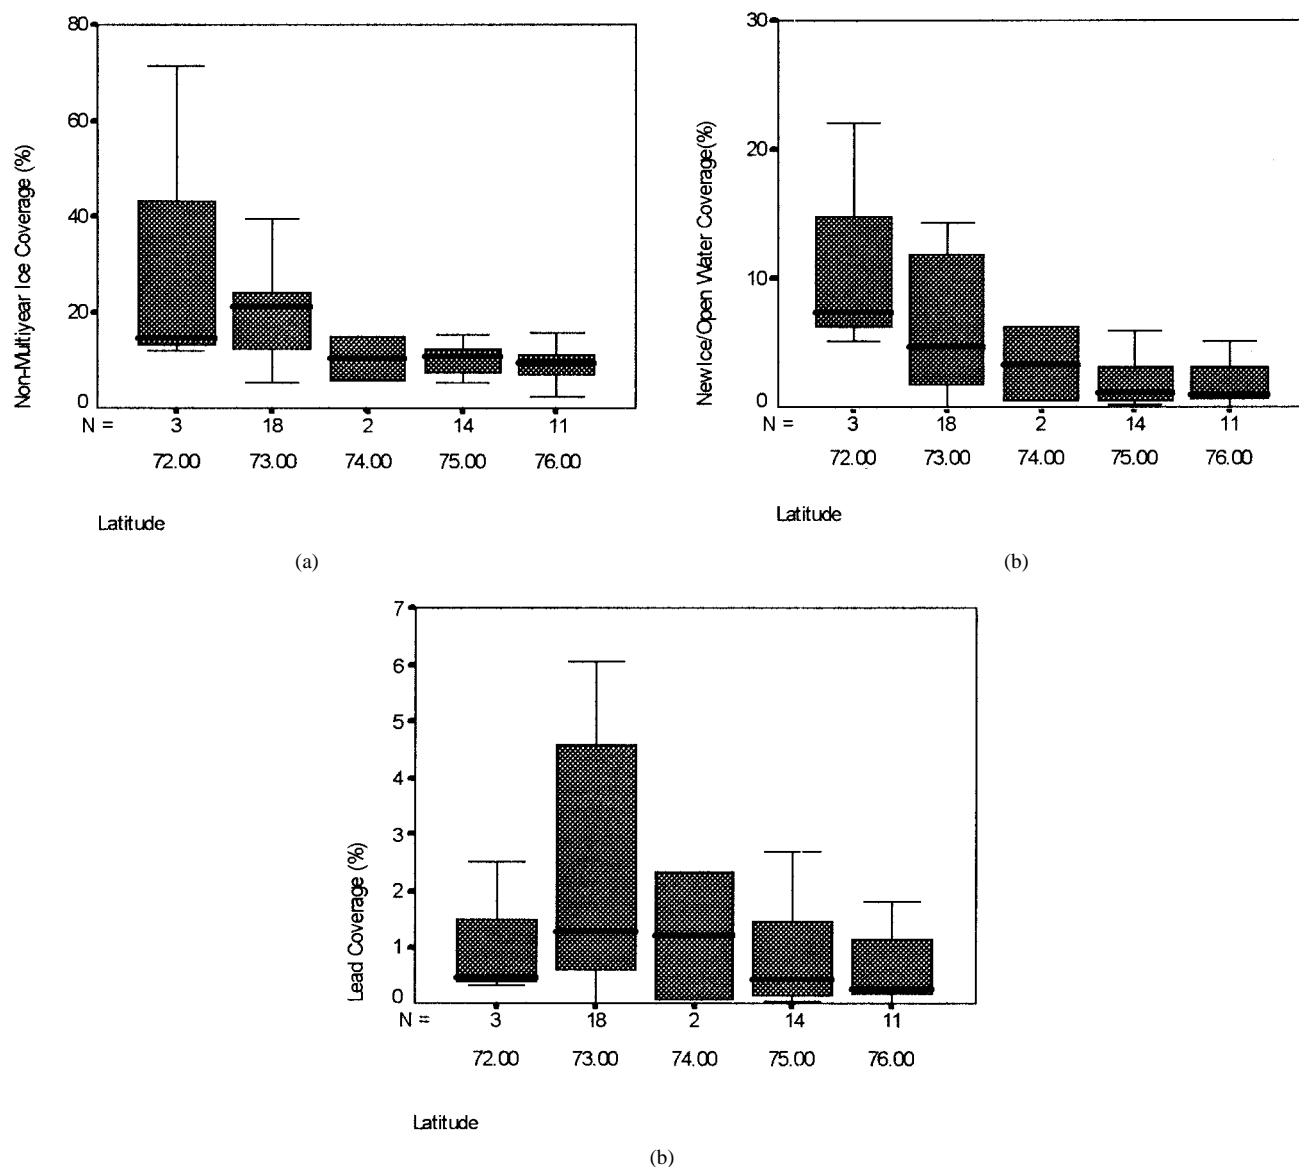 80
60
40
20
0
Non-Multiyear Ice Coverage (%)
N = 3 18 2 14 11
72.00 73.00 74.00 75.00 76.00
Latitude
(a)
30
20
10
0
New Ice/Open Water Coverage(%)
N = 3 18 2 14 11
72.00 73.00 74.00 75.00 76.00
Latitude
(b)
7
6
5
4
3
2
1
0
Lead Coverage (%)
N = 3 18 2 14 11
72.00 73.00 74.00 75.00 76.00
Latitude
(b)